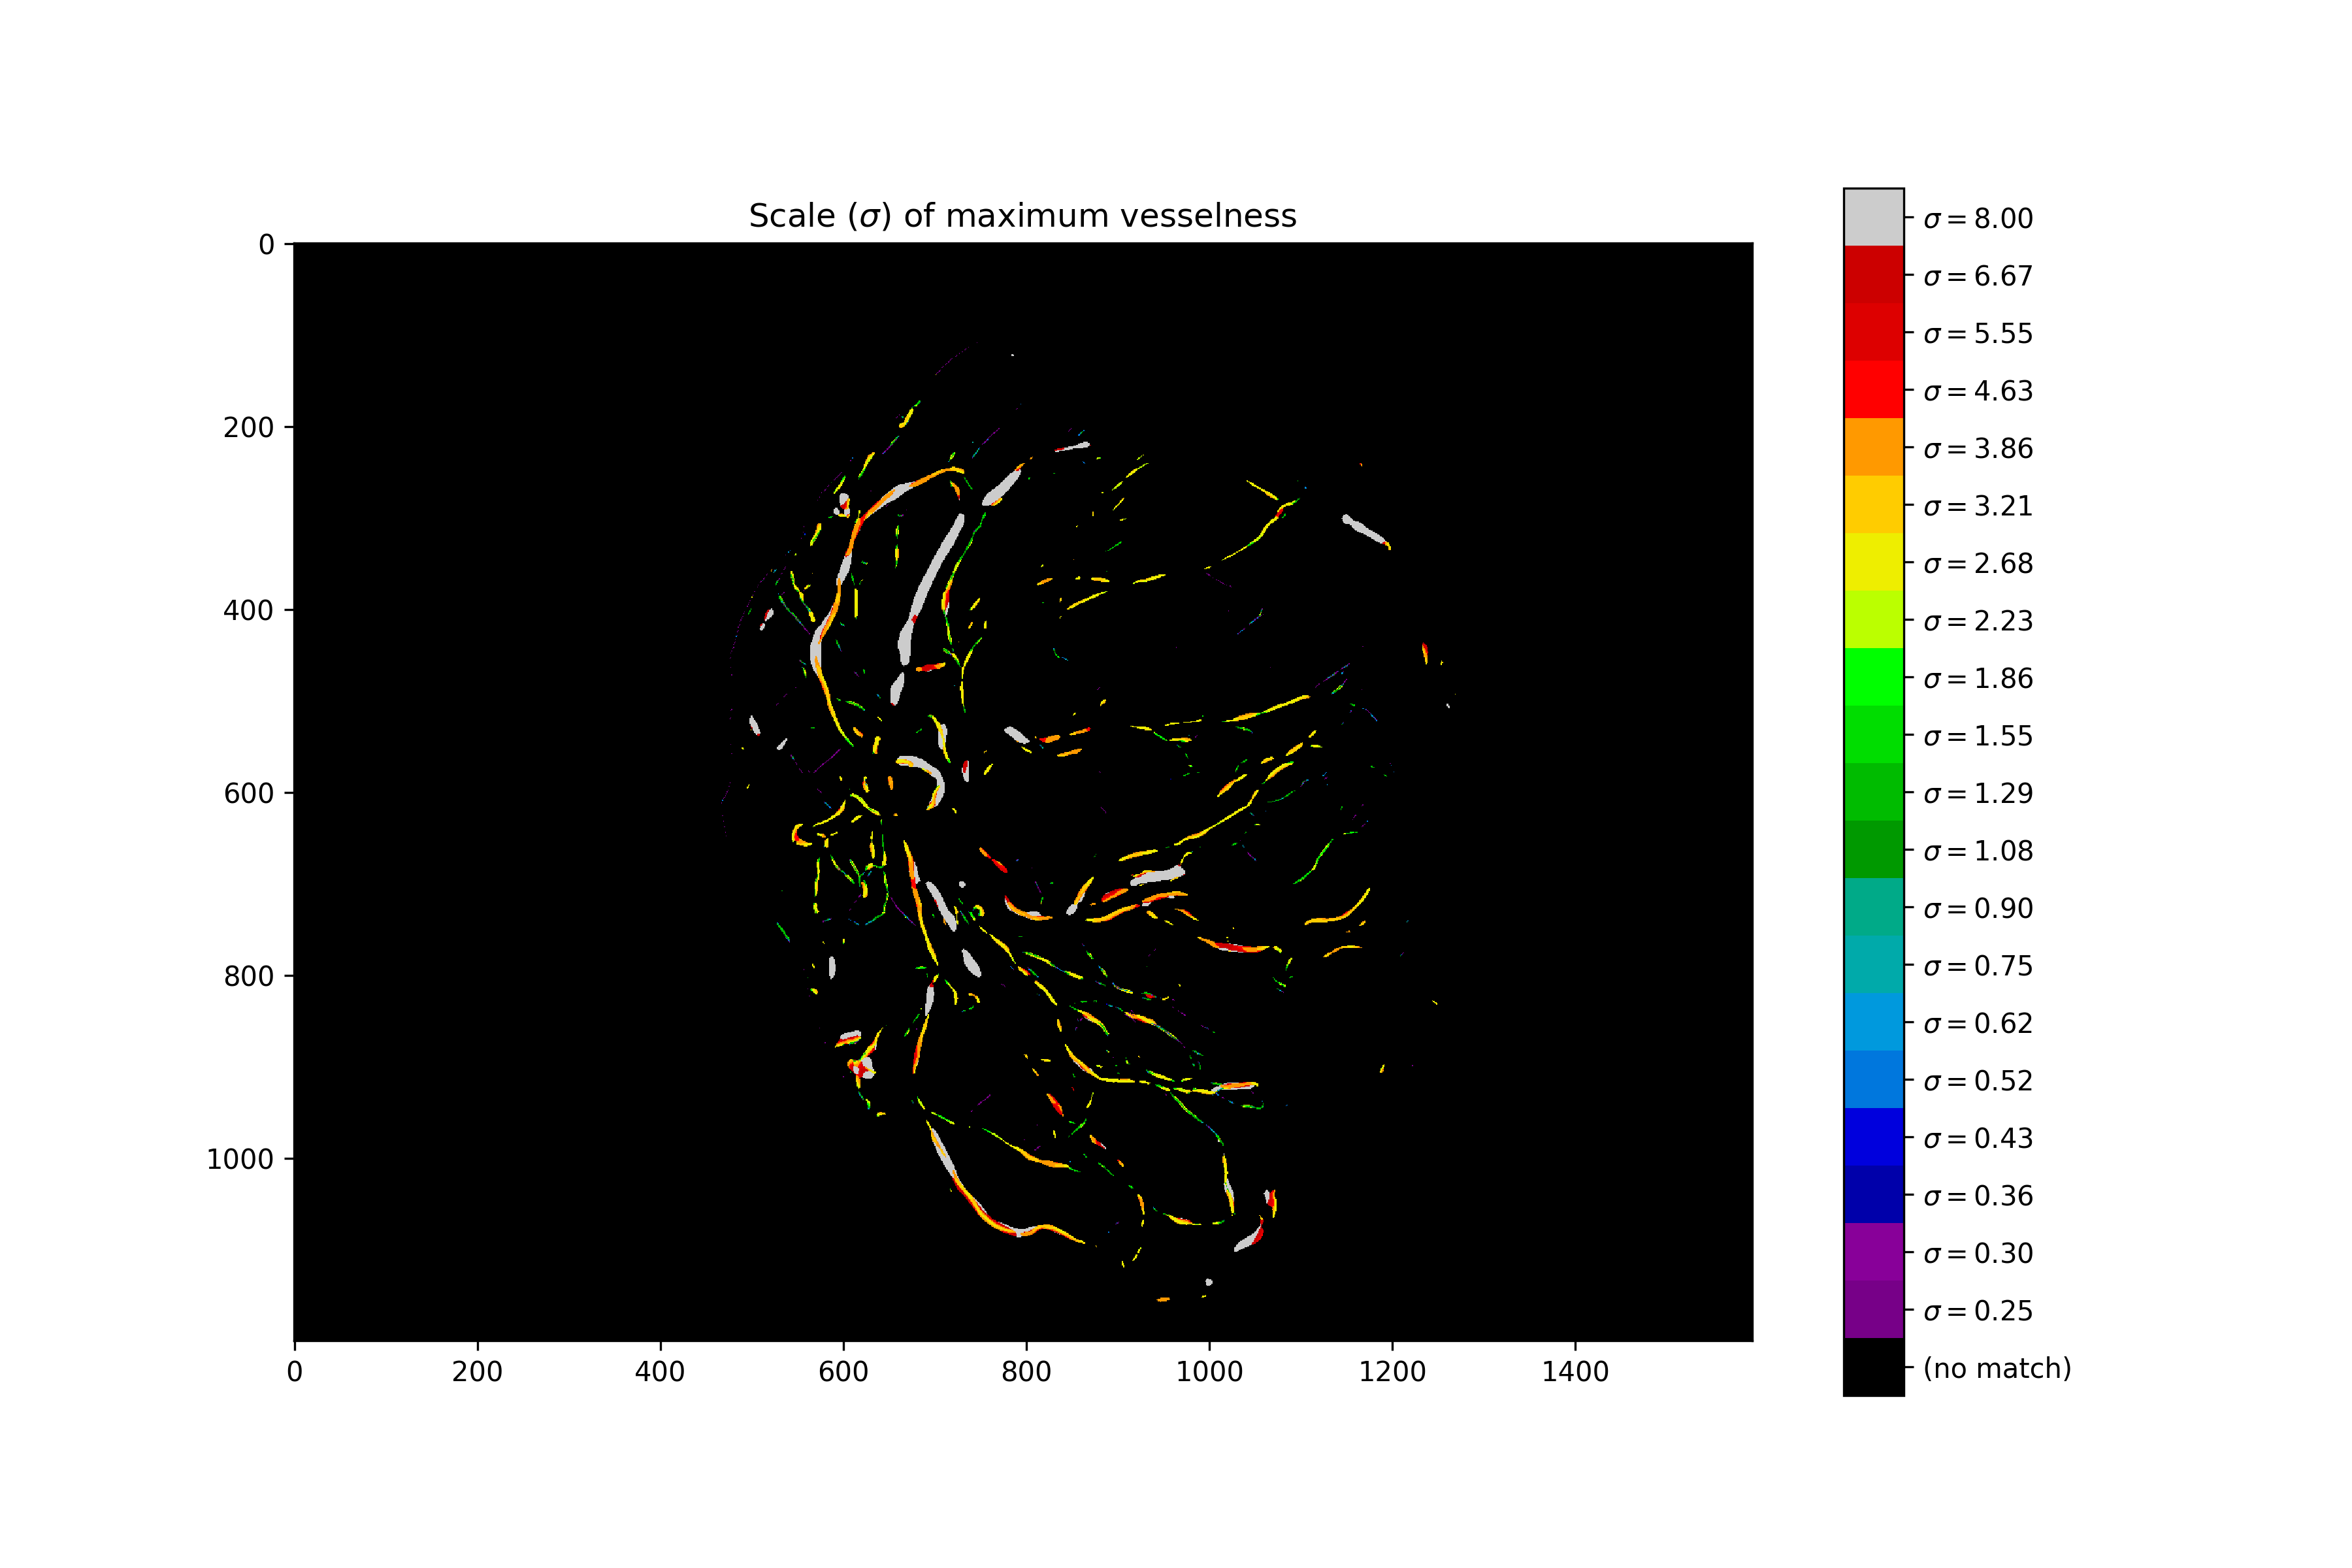 Scale (σ) of maximum vesselness
0
200
400
600
800
1000
0 200 400 600 800 1000 1200 1400
σ = 8.00
σ = 6.67
σ = 5.55
σ = 4.63
σ = 3.86
σ = 3.21
σ = 2.68
σ = 2.23
σ = 1.86
σ = 1.55
σ = 1.29
σ = 1.08
σ = 0.90
σ = 0.75
σ = 0.62
σ = 0.52
σ = 0.43
σ = 0.36
σ = 0.30
σ = 0.25
(no match)